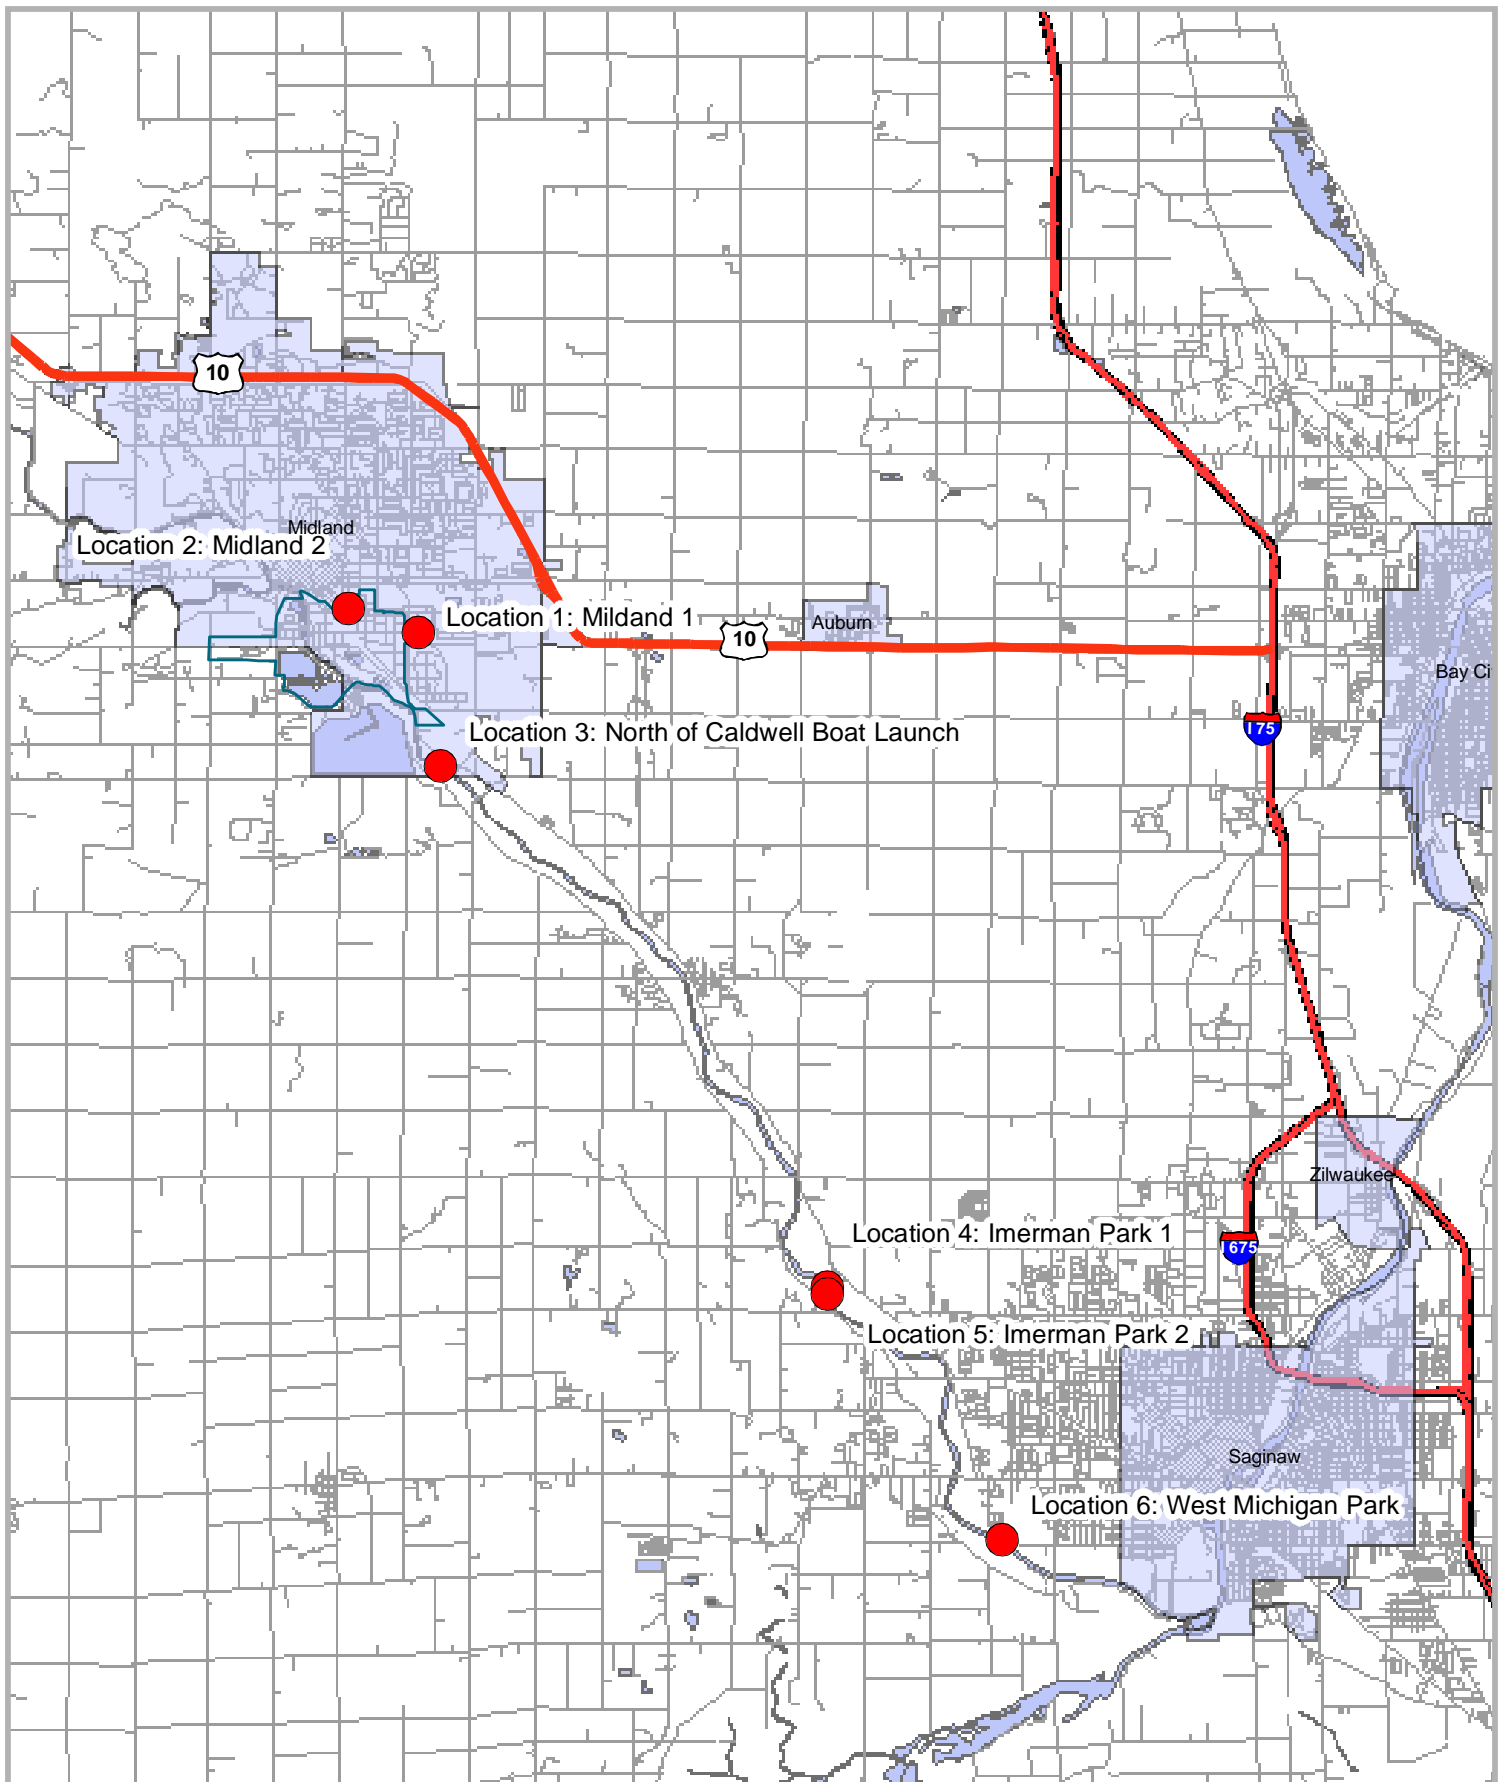 10
Midland
Location 2: Midland 2
Location 1: Mildand 1
Auburn
10
Bay Ci
Location 3: North of Caldwell Boat Launch
I 75
Zilwaukee
Location 4: Imerman Park 1
I 675
Location 5: Imerman Park 2
Saginaw
Location 6: West Michigan Park